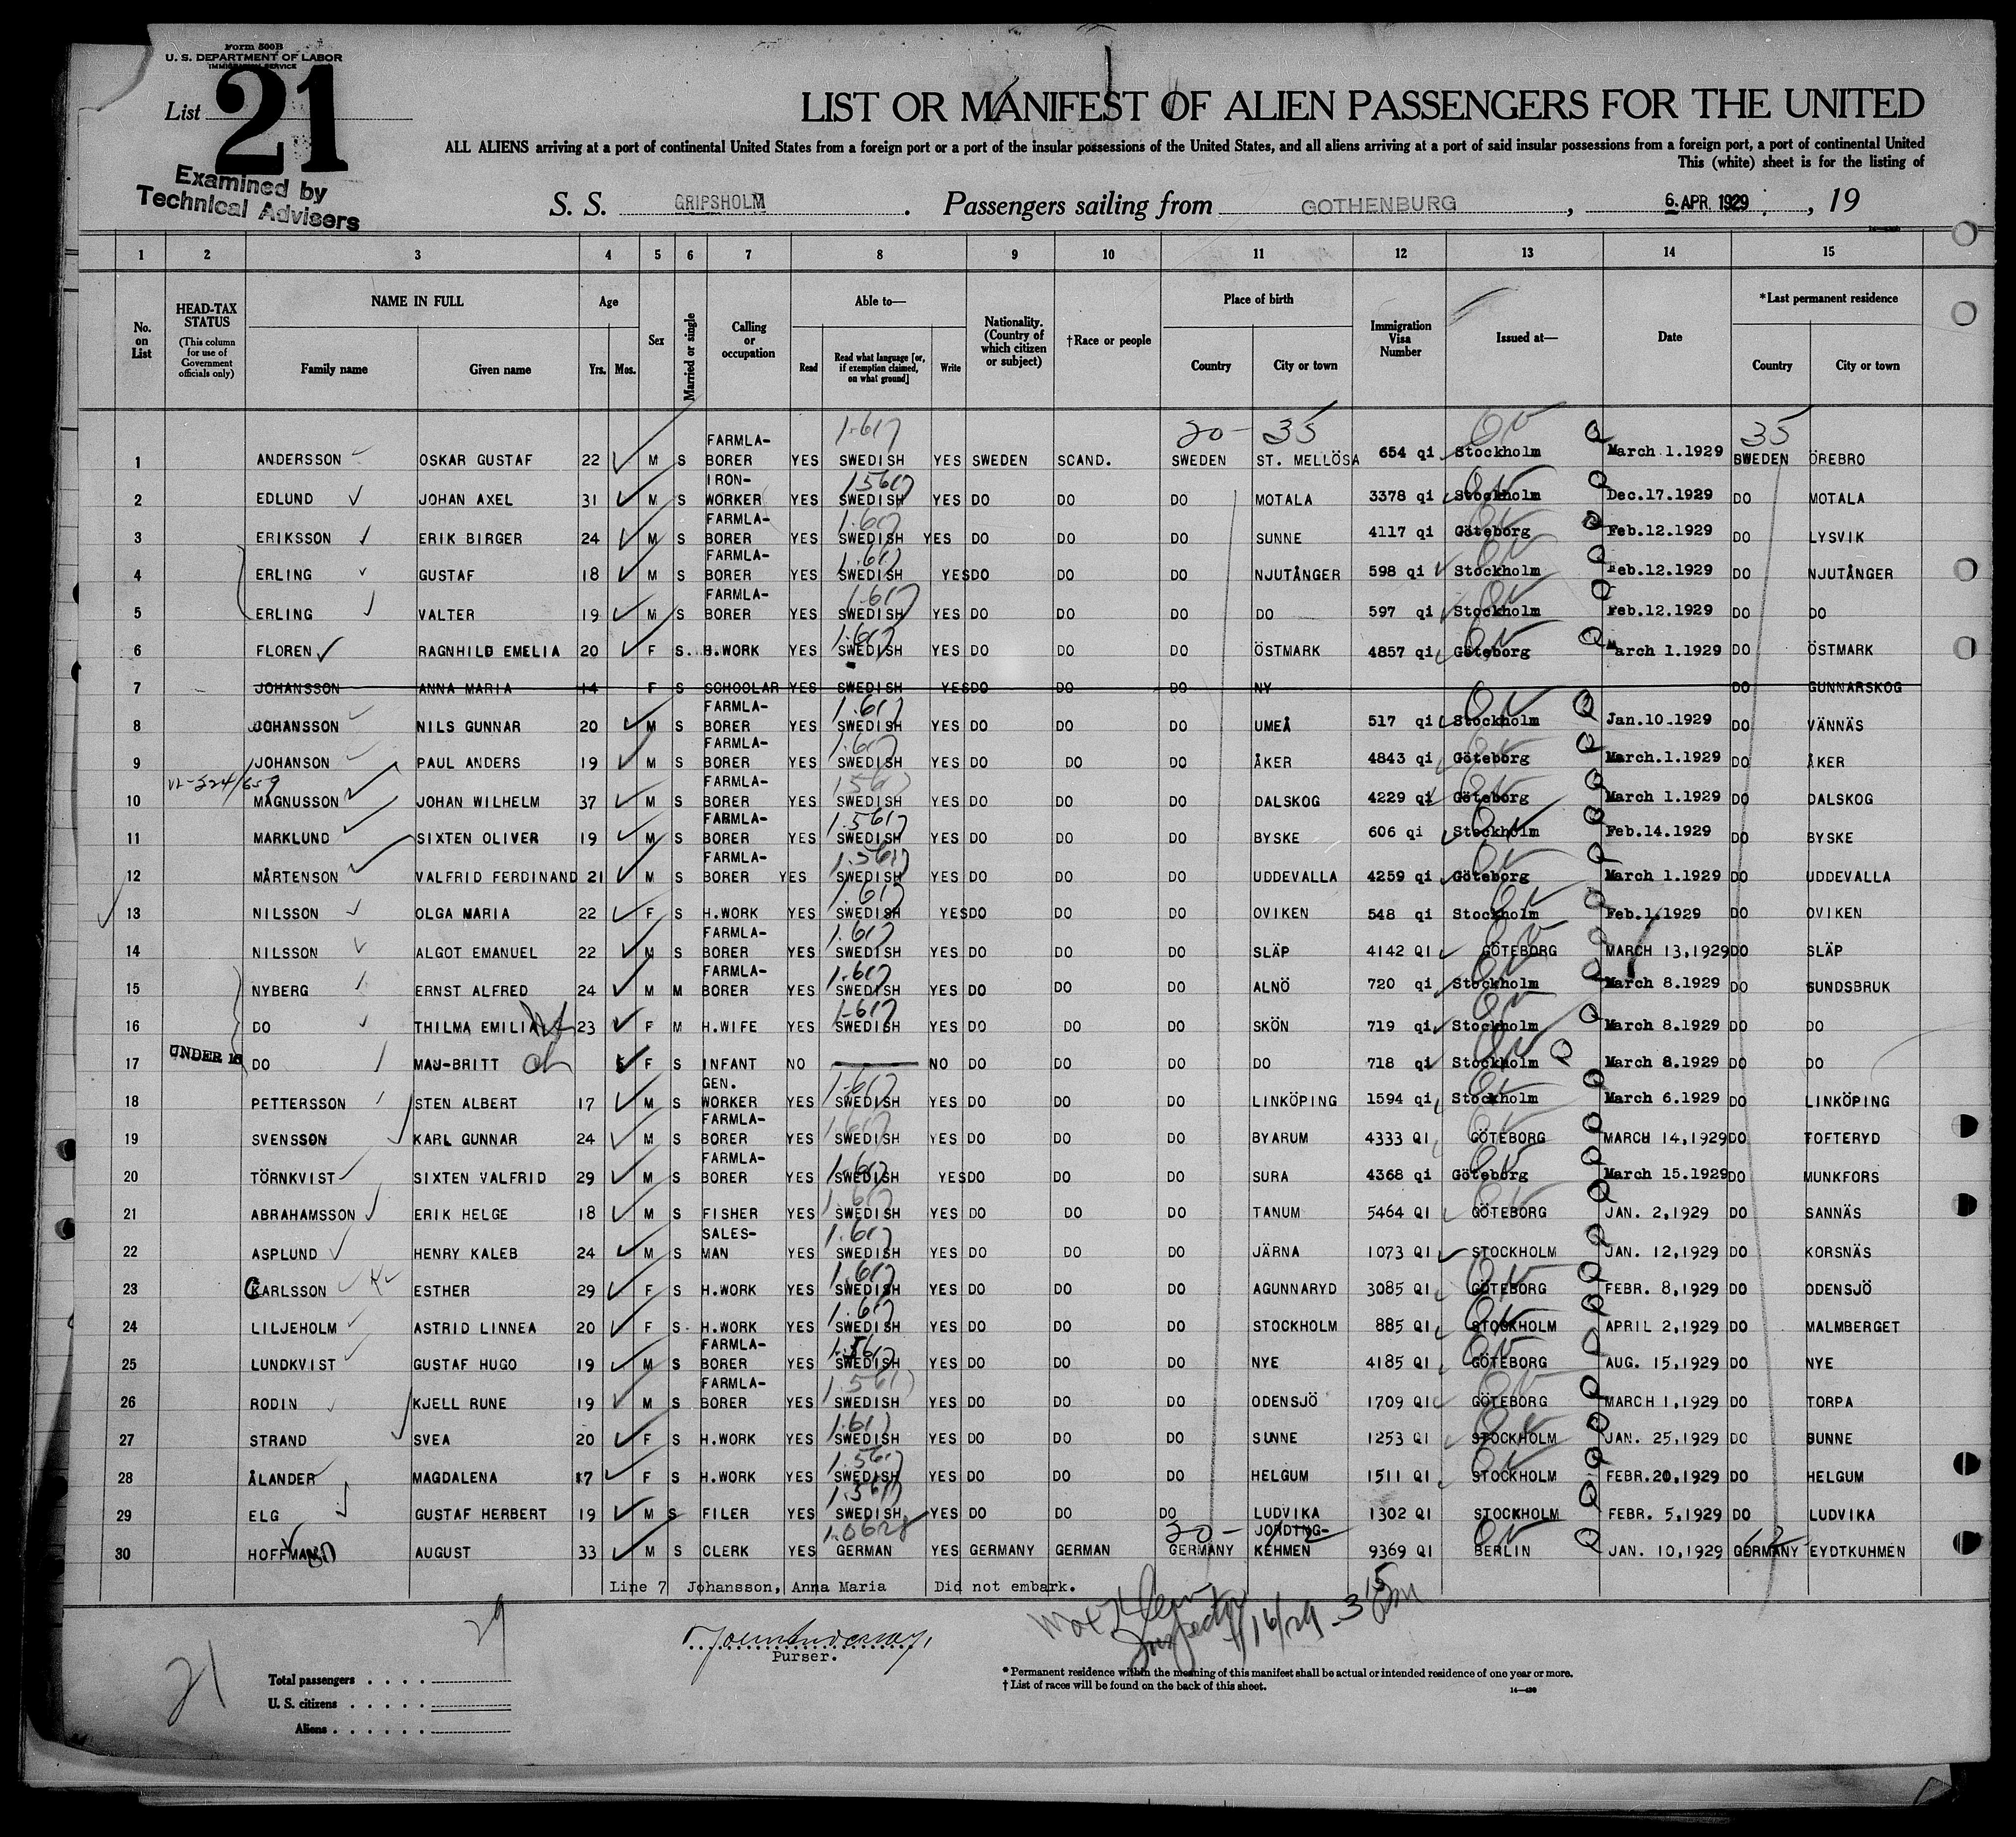 Form 500B
U. S. DEPARTMENT OF LABOR
IMMIGRATION SERVICE
List 21
Examined by
Technical Advisers
LIST OR MANIFEST OF ALIEN PASSENGERS FOR THE UNITED
ALL ALIENS arriving at a port of continental United States from a foreign port or a port of the insular possessions of the United States, and all aliens arriving at a port of said insular possessions from a foreign port, a port of continental United
This (white) sheet is for the listing of
S. S. GRIPSHOLM. Passengers sailing from GOTHENBURG, 6. APR. 1929, 19
1 2 3 4 5 6 7 8 9 10 11 12 13 14 15
No. on List
HEAD-TAX STATUS (This column for use of Government officials only)
NAME IN FULL
Family name Given name
Age
Yrs. Mos.
Sex
Married or single
Calling or occupation
Able to—
Read Read what language [or, if exemption claimed, on what ground] Write
Nationality. (Country of which citizen or subject)
†Race or people
Place of birth
Country City or town
Immigration Visa Number
Issued at—
Date
*Last permanent residence
Country City or town
20- 35 35
1 ANDERSSON OSKAR GUSTAF 22 M S FARMLA-BORER YES SWEDISH YES SWEDEN SCAND. SWEDEN ST. MELLÖSA 654 qi Stockholm March 1.1929 SWEDEN ÖREBRO
2 EDLUND JOHAN AXEL 31 M S IRON-WORKER YES SWEDISH YES DO DO DO MOTALA 3378 qi Stockholm Dec.17.1929 DO MOTALA
3 ERIKSSON ERIK BIRGER 24 M S FARMLA-BORER YES SWEDISH YES DO DO DO SUNNE 4117 qi Göteborg Feb.12.1929 DO LYSVIK
4 ERLING GUSTAF 18 M S FARMLA-BORER YES SWEDISH YES DO DO DO NJUTÅNGER 598 qi Stockholm Feb.12.1929 DO NJUTÅNGER
5 ERLING VALTER 19 M S FARMLA-BORER YES SWEDISH YES DO DO DO DO 597 qi Stockholm Feb.12.1929 DO DO
6 FLOREN RAGNHILD EMELIA 20 F S. H.WORK YES SWEDISH YES DO DO DO ÖSTMARK 4857 qi Göteborg March 1.1929 DO ÖSTMARK
7 JOHANSSON ANNA MARIA 14 F S SCHOOLAR YES SWEDISH YES DO DO DO NY DO GUNNARSKOG
8 JOHANSSON NILS GUNNAR 20 M S FARMLA-BORER YES SWEDISH YES DO DO DO UMEÅ 517 qi Stockholm Jan.10.1929 DO VÄNNÄS
9 JOHANSON PAUL ANDERS 19 M S FARMLA-BORER YES SWEDISH YES DO DO DO ÅKER 4843 qi Göteborg March.1.1929 DO ÅKER
10 MAGNUSSON JOHAN WILHELM 37 M S FARMLA-BORER YES SWEDISH YES DO DO DO DALSKOG 4229 qi Göteborg March 1.1929 DO DALSKOG
11 MARKLUND SIXTEN OLIVER 19 M S FARMLA-BORER YES SWEDISH YES DO DO DO BYSKE 606 qi Stockholm Feb.14.1929 DO BYSKE
12 MÅRTENSON VALFRID FERDINAND 21 M S FARMLA-BORER YES SWEDISH YES DO DO DO UDDEVALLA 4259 qi Göteborg March 1.1929 DO UDDEVALLA
13 NILSSON OLGA MARIA 22 F S H.WORK YES SWEDISH YES DO DO DO OVIKEN 548 qi Stockholm Feb.1.1929 DO OVIKEN
14 NILSSON ALGOT EMANUEL 22 M S FARMLA-BORER YES SWEDISH YES DO DO DO SLÄP 4142 QI GÖTEBORG MARCH 13,1929 DO SLÄP
15 NYBERG ERNST ALFRED 24 M M FARMLA-BORER YES SWEDISH YES DO DO DO ALNÖ 720 qi Stockholm March 8.1929 DO SUNDSBRUK
16 DO THILMA EMILIA 23 F M H.WIFE YES SWEDISH YES DO DO DO SKÖN 719 qi Stockholm March 8.1929 DO DO
17 UNDER 16 DO MAJ-BRITT F S INFANT NO — NO DO DO DO DO 718 qi Stockholm March 8.1929 DO DO
18 PETTERSSON STEN ALBERT 17 M S GEN. WORKER YES SWEDISH YES DO DO DO LINKÖPING 1594 qi Stockholm March 6.1929 DO LINKÖPING
19 SVENSSON KARL GUNNAR 24 M S FARMLA-BORER YES SWEDISH YES DO DO DO BYARUM 4333 QI GÖTEBORG MARCH 14,1929 DO TOFTERYD
20 TÖRNKVIST SIXTEN VALFRID 29 M S FARMLA-BORER YES SWEDISH YES DO DO DO SURA 4368 qi Göteborg March 15.1929 DO MUNKFORS
21 ABRAHAMSSON ERIK HELGE 18 M S FISHER YES SWEDISH YES DO DO DO TANUM 5464 QI GÖTEBORG JAN. 2,1929 DO SANNÄS
22 ASPLUND HENRY KALEB 24 M S SALES-MAN YES SWEDISH YES DO DO DO JÄRNA 1073 QI STOCKHOLM JAN. 12,1929 DO KORSNÄS
23 KARLSSON ESTHER 29 F S H.WORK YES SWEDISH YES DO DO DO AGUNNARYD 3085 QI GÖTEBORG FEBR. 8,1929 DO ODENSJÖ
24 LILJEHOLM ASTRID LINNEA 20 F S. H.WORK YES SWEDISH YES DO DO DO STOCKHOLM 885 QI STOCKHOLM APRIL 2,1929 DO MALMBERGET
25 LUNDKVIST GUSTAF HUGO 19 M S FARMLA-BORER YES SWEDISH YES DO DO DO NYE 4185 QI GÖTEBORG AUG. 15,1929 DO NYE
26 RODIN KJELL RUNE 19 M S FARMLA-BORER YES SWEDISH YES DO DO DO ODENSJÖ 1709 QI GÖTEBORG MARCH 1,1929 DO TORPA
27 STRAND SVEA 20 F S H.WORK YES SWEDISH YES DO DO DO SUNNE 1253 QI STOCKHOLM JAN. 25,1929 DO SUNNE
28 ÅLANDER MAGDALENA 17 F S H.WORK YES SWEDISH YES DO DO DO HELGUM 1511 QI STOCKHOLM FEBR.20,1929 DO HELGUM
29 ELG GUSTAF HERBERT 19 M S FILER YES SWEDISH YES DO DO DO LUDVIKA 1302 QI STOCKHOLM FEBR. 5,1929 DO LUDVIKA
30 HOFFMANN AUGUST 33 M S CLERK YES GERMAN YES GERMANY GERMAN GERMANY JODTNG-KEHMEN 9369 QI BERLIN JAN. 10,1929 GERMANY EYDTKUHMEN
Line 7 Johansson, Anna Maria Did not embark.
29
21
Purser.
Inspector 4/16/29 - 3 15 pm
Total passengers
U. S. citizens
Aliens
* Permanent residence within the meaning of this manifest shall be actual or intended residence of one year or more.
† List of races will be found on the back of this sheet.